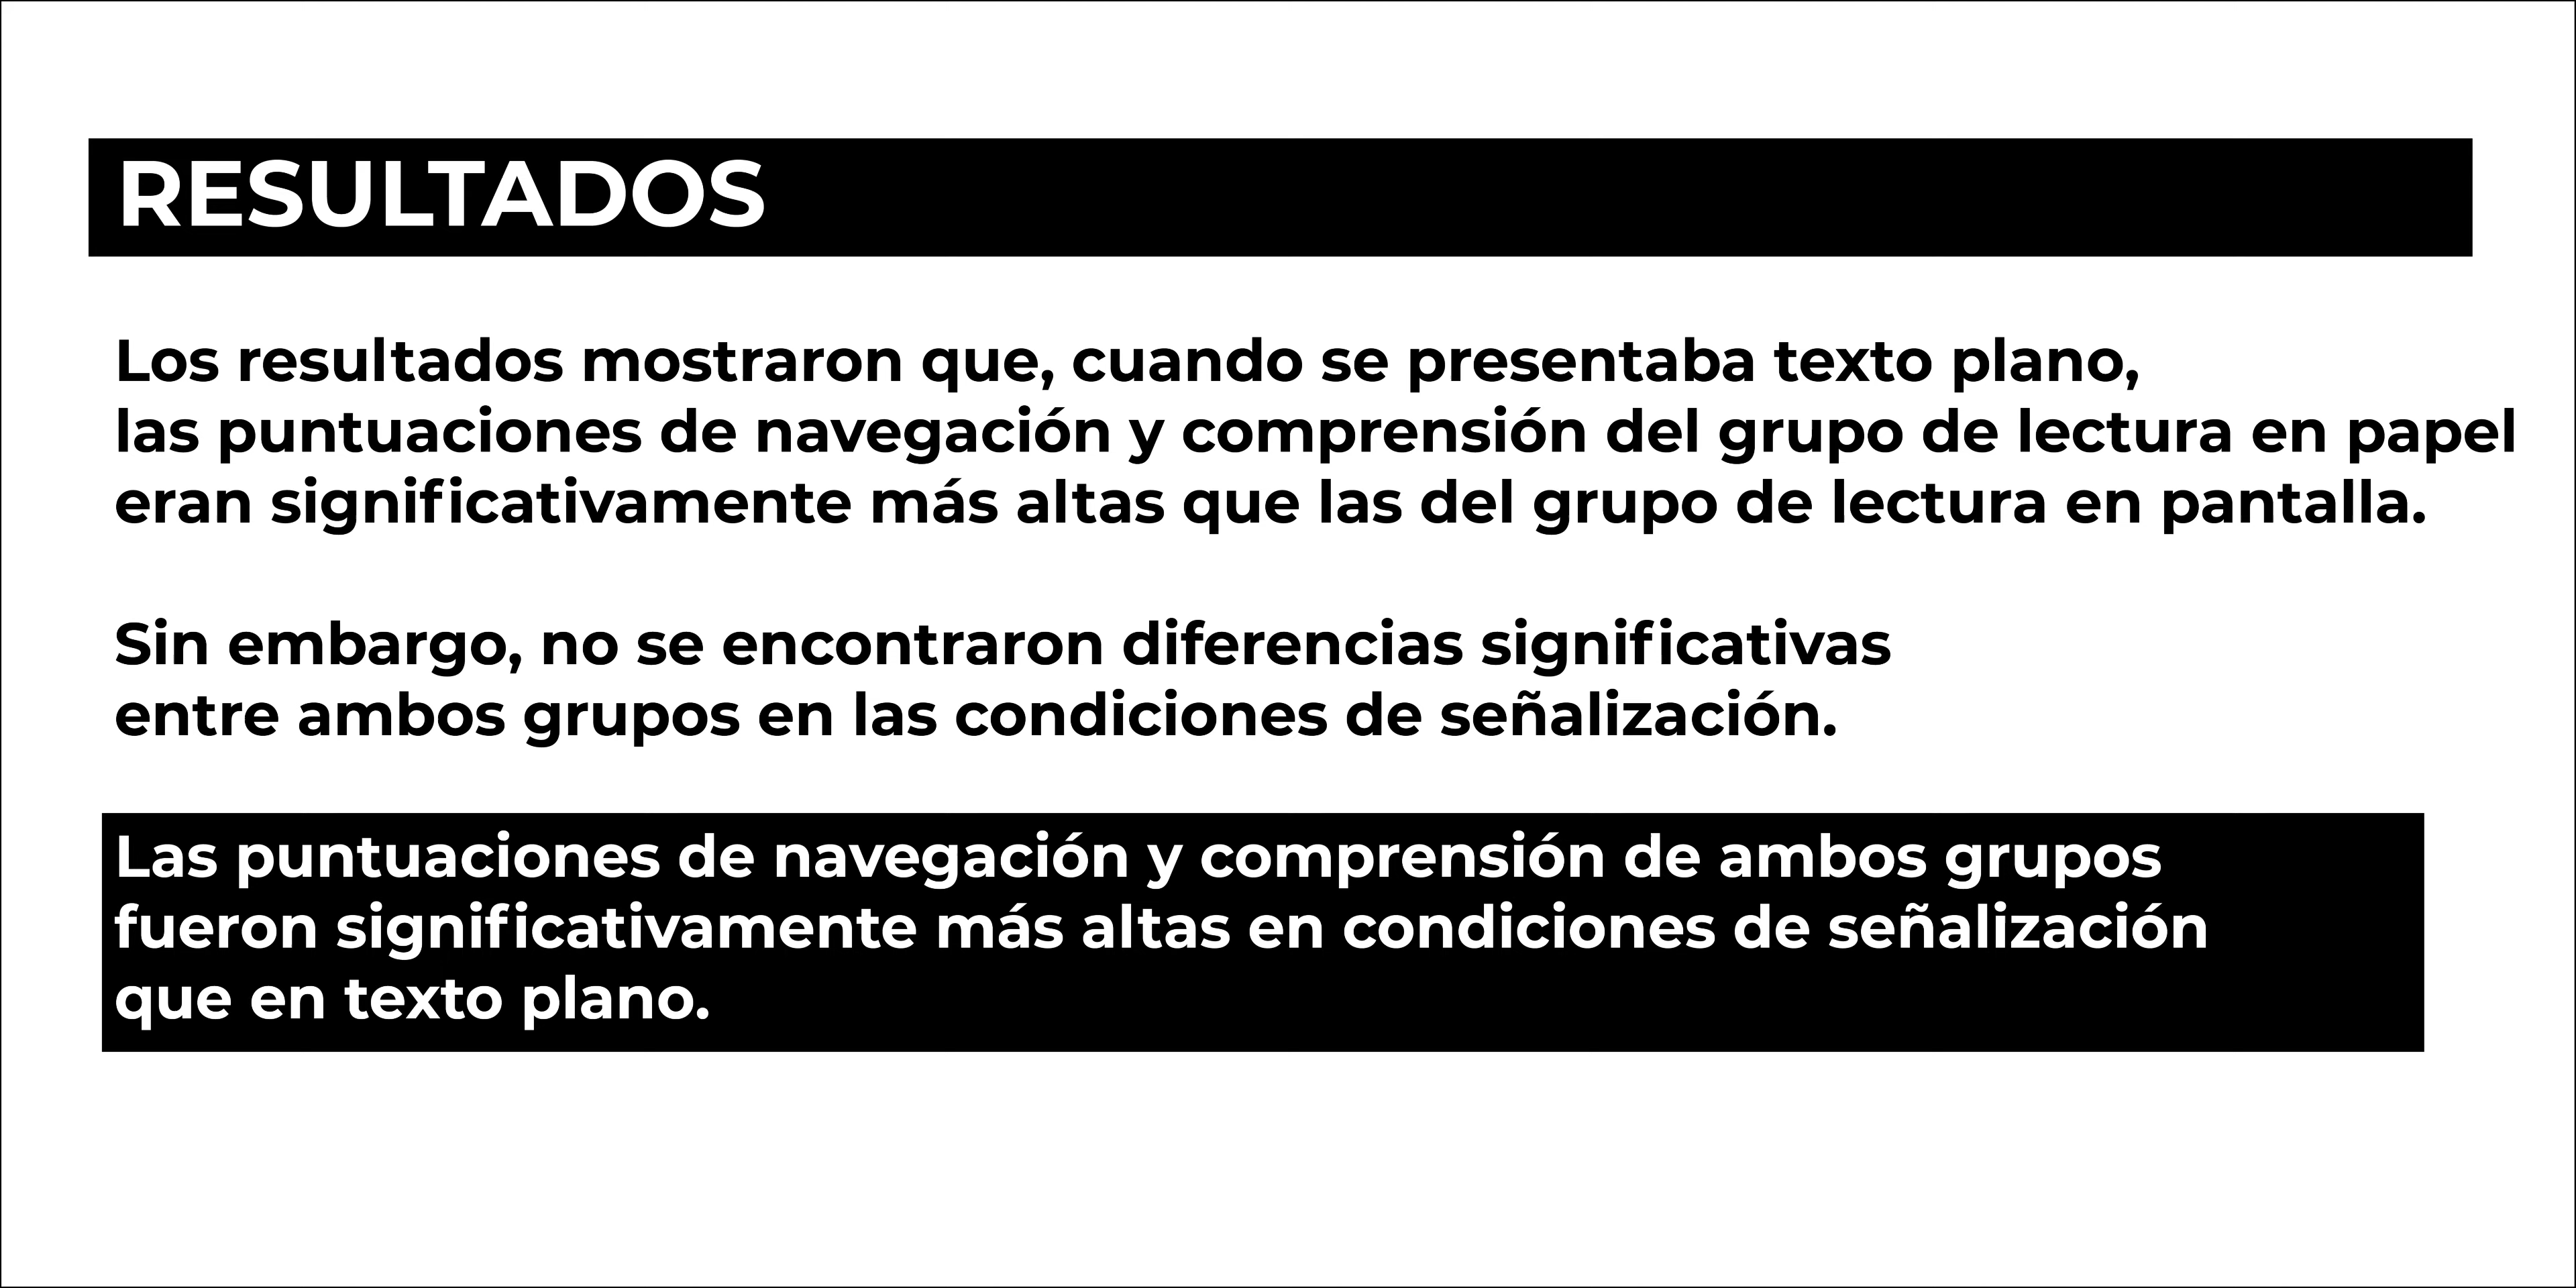 RESULTADOS
Los resultados mostraron que, cuando se presentaba texto plano,
las puntuaciones de navegación y comprensión del grupo de lectura en papel
eran significativamente más altas que las del grupo de lectura en pantalla.
Sin embargo, no se encontraron diferencias significativas
entre ambos grupos en las condiciones de señalización.
Las puntuaciones de navegación y comprensión de ambos grupos
fueron significativamente más altas en condiciones de señalización
que en texto plano.